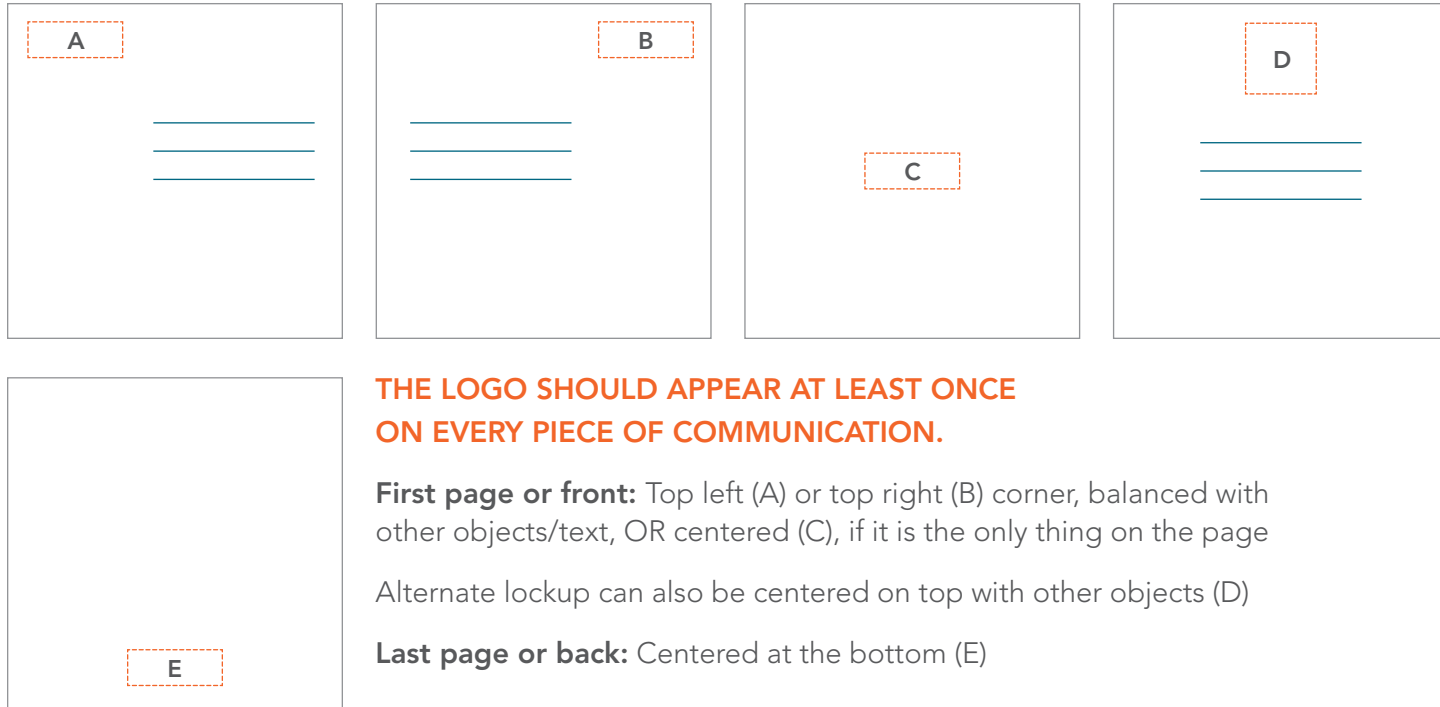 A
B
C
D
THE LOGO SHOULD APPEAR AT LEAST ONCE
ON EVERY PIECE OF COMMUNICATION.
First page or front: Top left (A) or top right (B) corner, balanced with
other objects/text, OR centered (C), if it is the only thing on the page
Alternate lockup can also be centered on top with other objects (D)
Last page or back: Centered at the bottom (E)
E